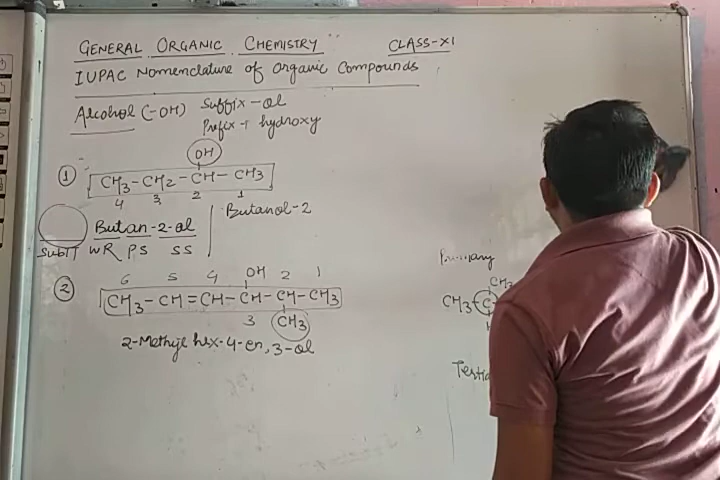 GENERAL ORGANIC CHEMISTRY CLASS-XI
IUPAC Nomenclature of Organic Compounds
Alcohol (-OH) Suffix-ol
Prefix → hydroxy
OH
① CH3-CH2-CH-CH3
4 3 2 1
Butan-2-ol | Butanol-2
SubIT WR PS SS
6 5 4 OH 2 1
② CH3-CH=CH-CH-CH-CH3
3 CH3
2-Methyl hex-4-en, 3-ol
Primary
CH3
CH3-C